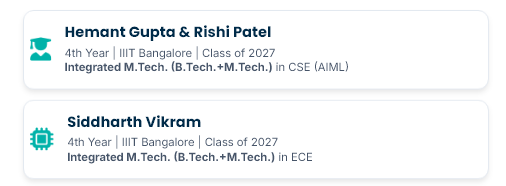 Hemant Gupta & Rishi Patel
4th Year | IIIT Bangalore | Class of 2027
Integrated M.Tech. (B.Tech.+M.Tech.) in CSE (AIML)
Siddharth Vikram
4th Year | IIIT Bangalore | Class of 2027
Integrated M.Tech. (B.Tech.+M.Tech.) in ECE